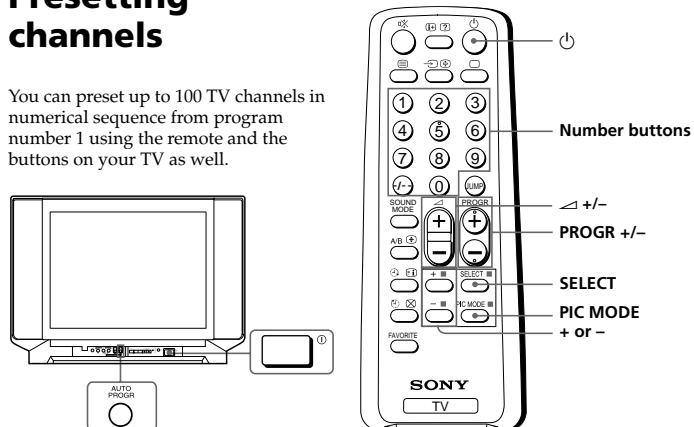 Presetting
channels
You can preset up to 100 TV channels in
numerical sequence from program
number 1 using the remote and the
buttons on your TV as well.
AUTO
PROGR
1 2 3
4 5 6
7 8 9
-/-- 0 JUMP
SOUND
MODE
PROGR
A/B
SELECT
PIC MODE
FAVORITE
SONY
TV
Number buttons
+/–
PROGR +/–
SELECT
PIC MODE
+ or –